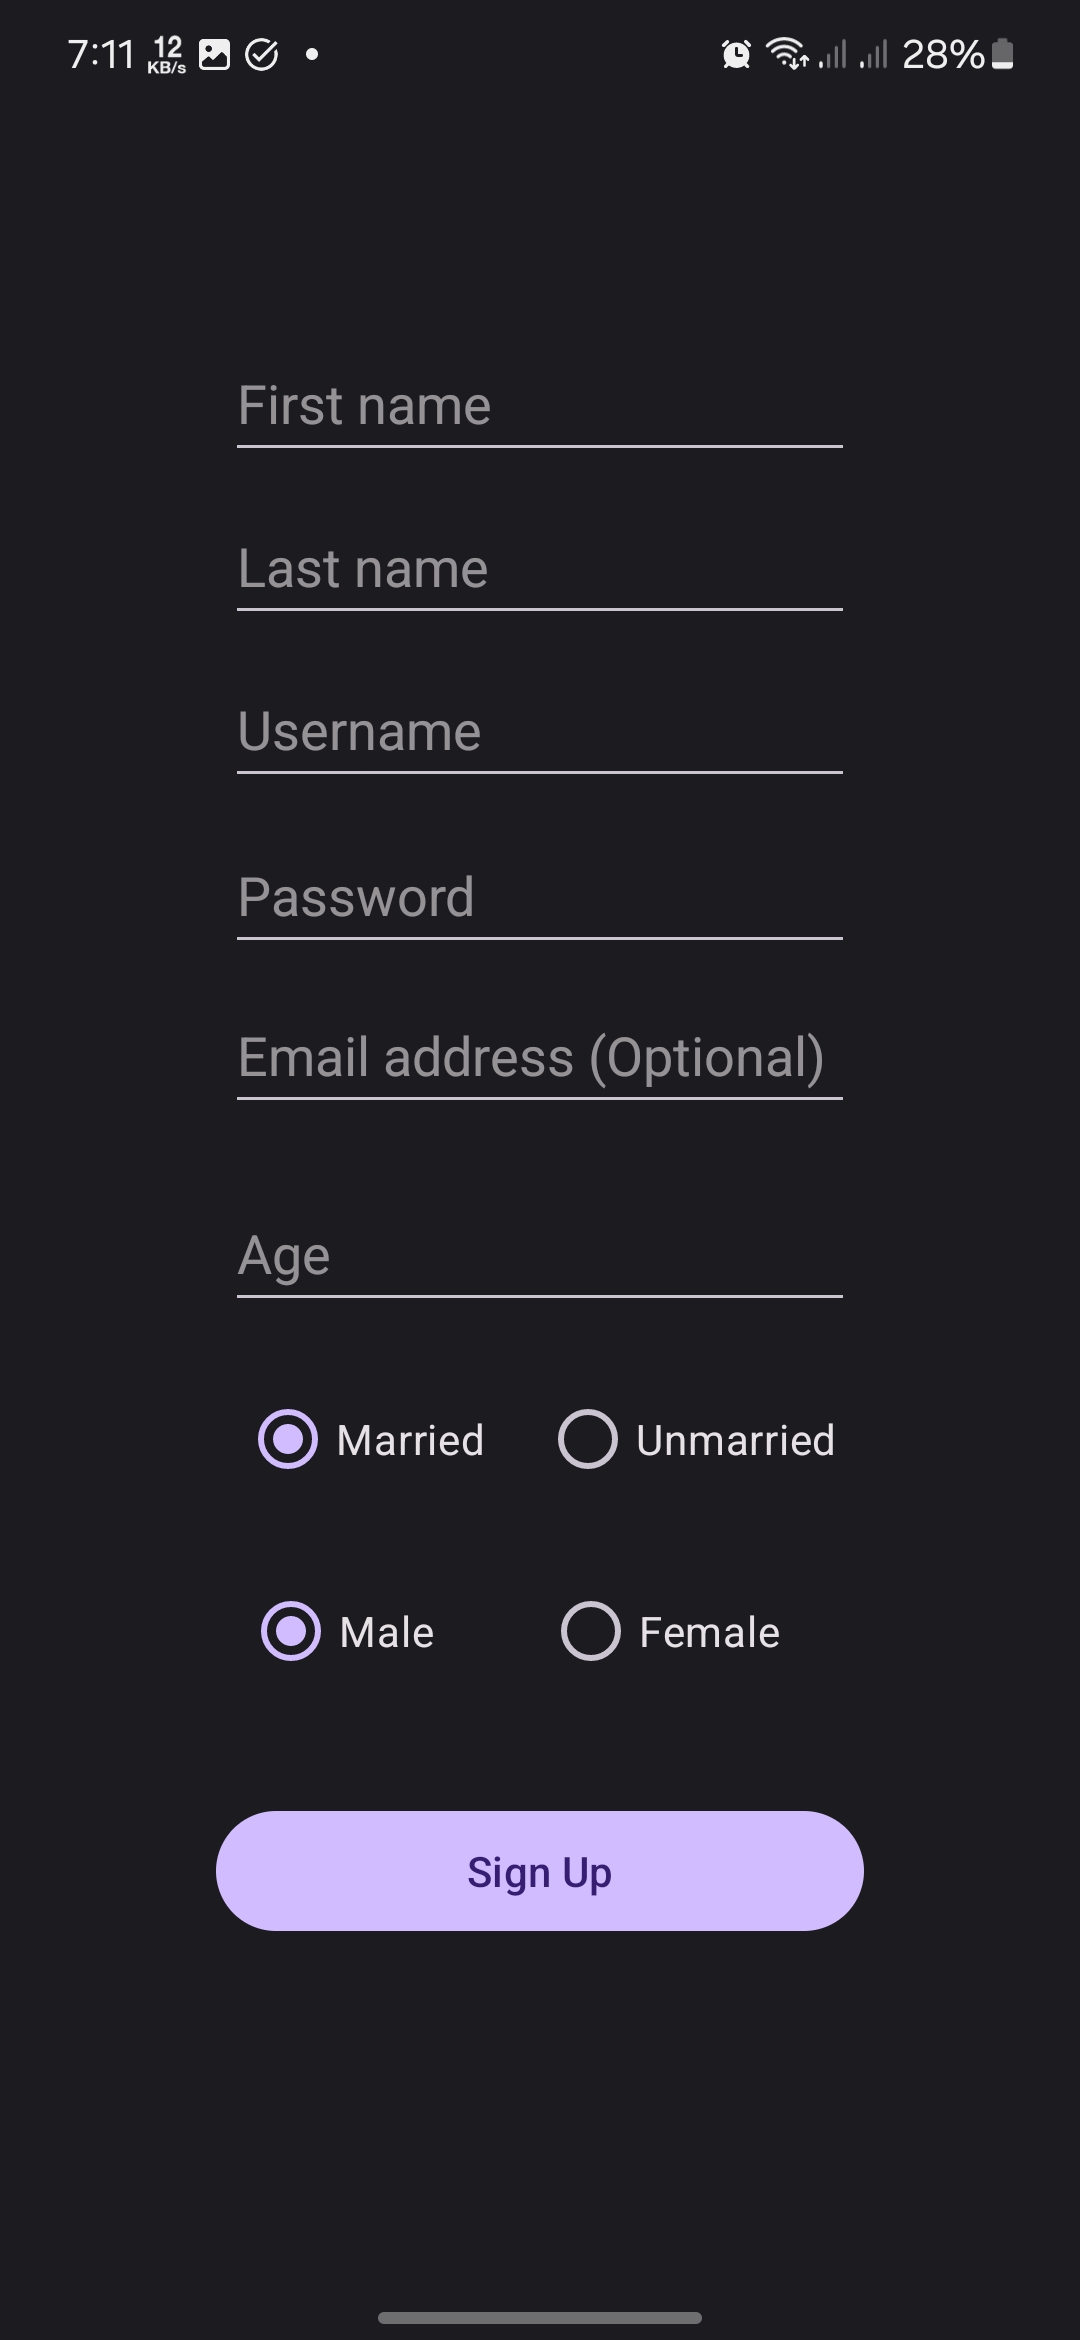 7:11 12 KB/s 28%
First name
Last name
Username
Password
Email address (Optional)
Age
Married Unmarried
Male Female
Sign Up